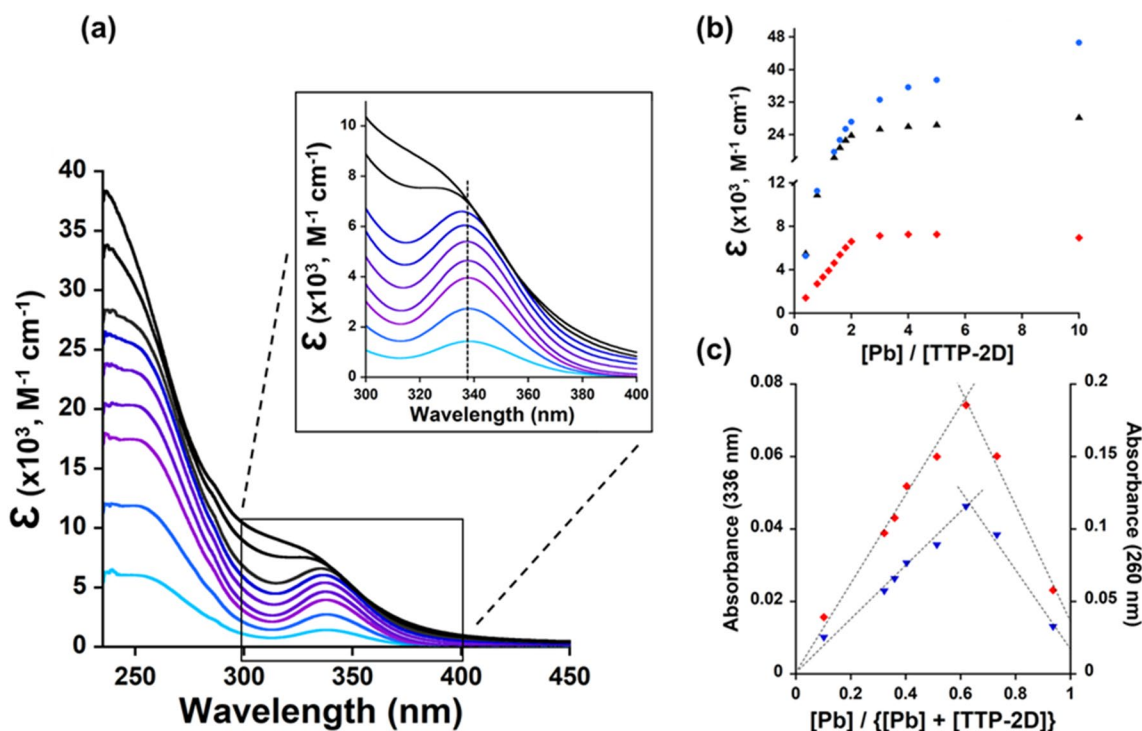 (a)
ε (x10³, M⁻¹ cm⁻¹)
40
35
30
25
20
15
10
5
0
250 300 350 400 450
Wavelength (nm)
ε (x10³, M⁻¹ cm⁻¹)
10
8
6
4
2
0
300 320 340 360 380 400
Wavelength (nm)
(b)
ε (x10³, M⁻¹ cm⁻¹)
48
40
32
24
12
8
4
0
0 2 4 6 8 10
[Pb] / [TTP-2D]
(c)
Absorbance (336 nm)
0.08
0.06
0.04
0.02
0
0.2
0.15
0.1
0.05
0
Absorbance (260 nm)
0 0.2 0.4 0.6 0.8 1
[Pb] / {[Pb] + [TTP-2D]}